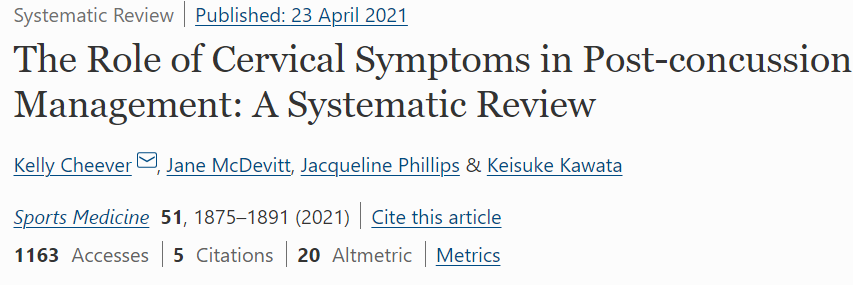 Systematic Review | Published: 23 April 2021
The Role of Cervical Symptoms in Post-concussion
Management: A Systematic Review
Kelly Cheever, Jane McDevitt, Jacqueline Phillips & Keisuke Kawata
Sports Medicine 51, 1875–1891 (2021) | Cite this article
1163 Accesses | 5 Citations | 20 Altmetric | Metrics